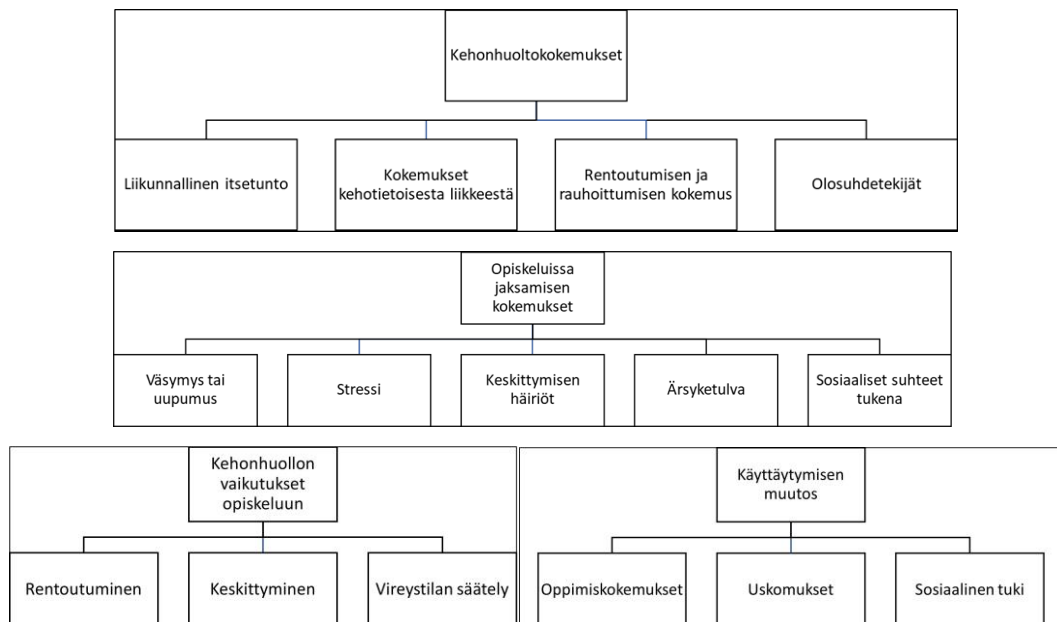 Kehonhuoltokokemukset
Liikunnallinen itsetunto
Kokemukset
kehotietoisesta liikkeestä
Rentoutumisen ja
rauhoittumisen kokemus
Olosuhdetekijät
Opiskeluissa
jaksamisen
kokemukset
Väsymys tai
uupumus
Stressi
Keskittymisen
häiriöt
Ärsyketulva
Sosiaaliset suhteet
tukena
Kehonhuollon
vaikutukset
opiskeluun
Rentoutuminen
Keskittyminen
Vireystilan säätely
Käyttäytymisen
muutos
Oppimiskokemukset
Uskomukset
Sosiaalinen tuki